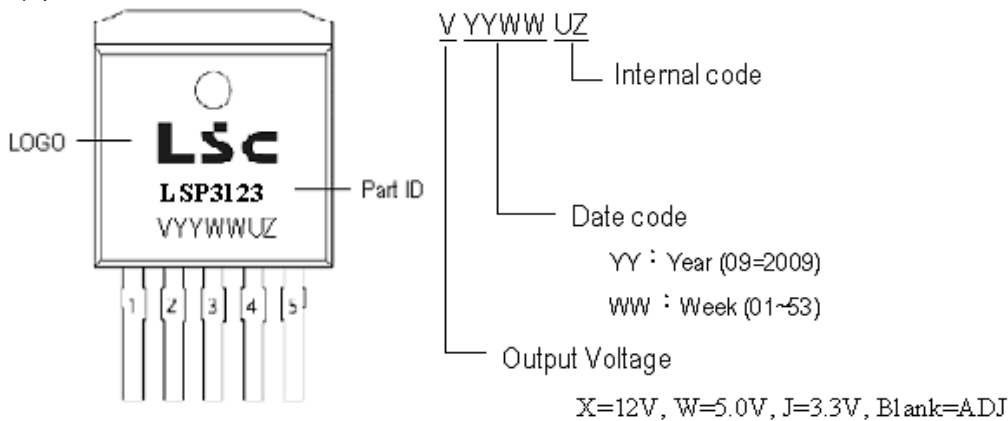 V YYWW UZ
Internal code
LOGO
LSC
LSP3123
Part ID
VYYWWUZ
Date code
YY : Year (09=2009)
WW : Week (01~53)
1 2 3 4 5
Output Voltage
X=12V, W=5.0V, J=3.3V, Blank=ADJ